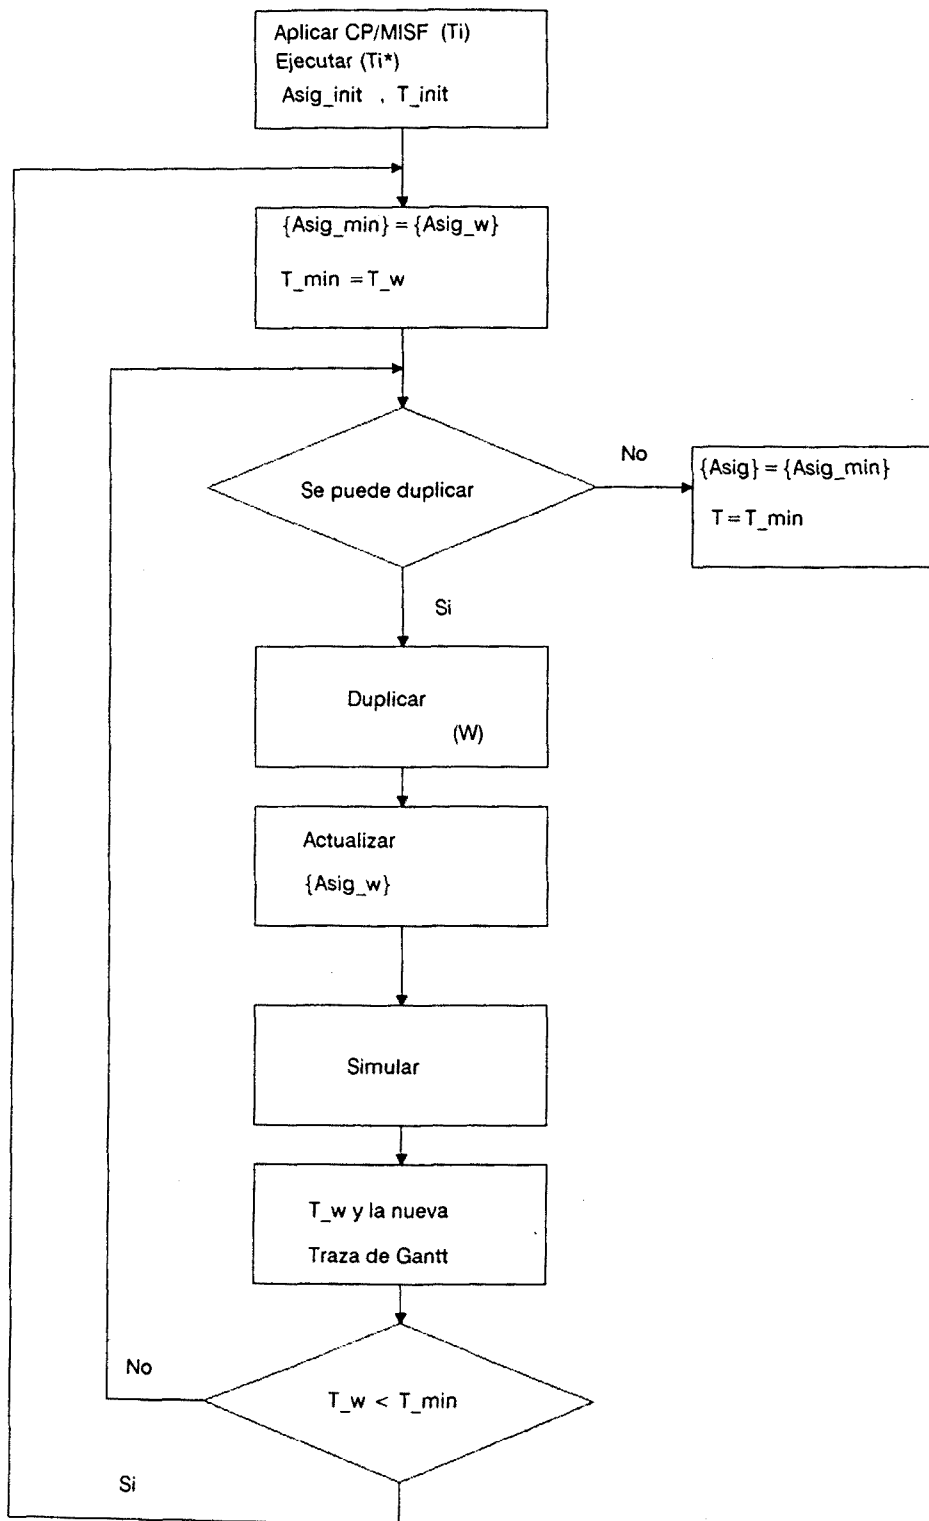 Aplicar CP/MISF (Ti)
Ejecutar (Ti*)
Asig_init , T_init
{Asig_min} = {Asig_w}
T_min = T_w
Se puede duplicar
No
{Asig} = {Asig_min}
T = T_min
Si
Duplicar
(W)
Actualizar
{Asig_w}
Simular
T_w y la nueva
Traza de Gantt
No
T_w < T_min
Si